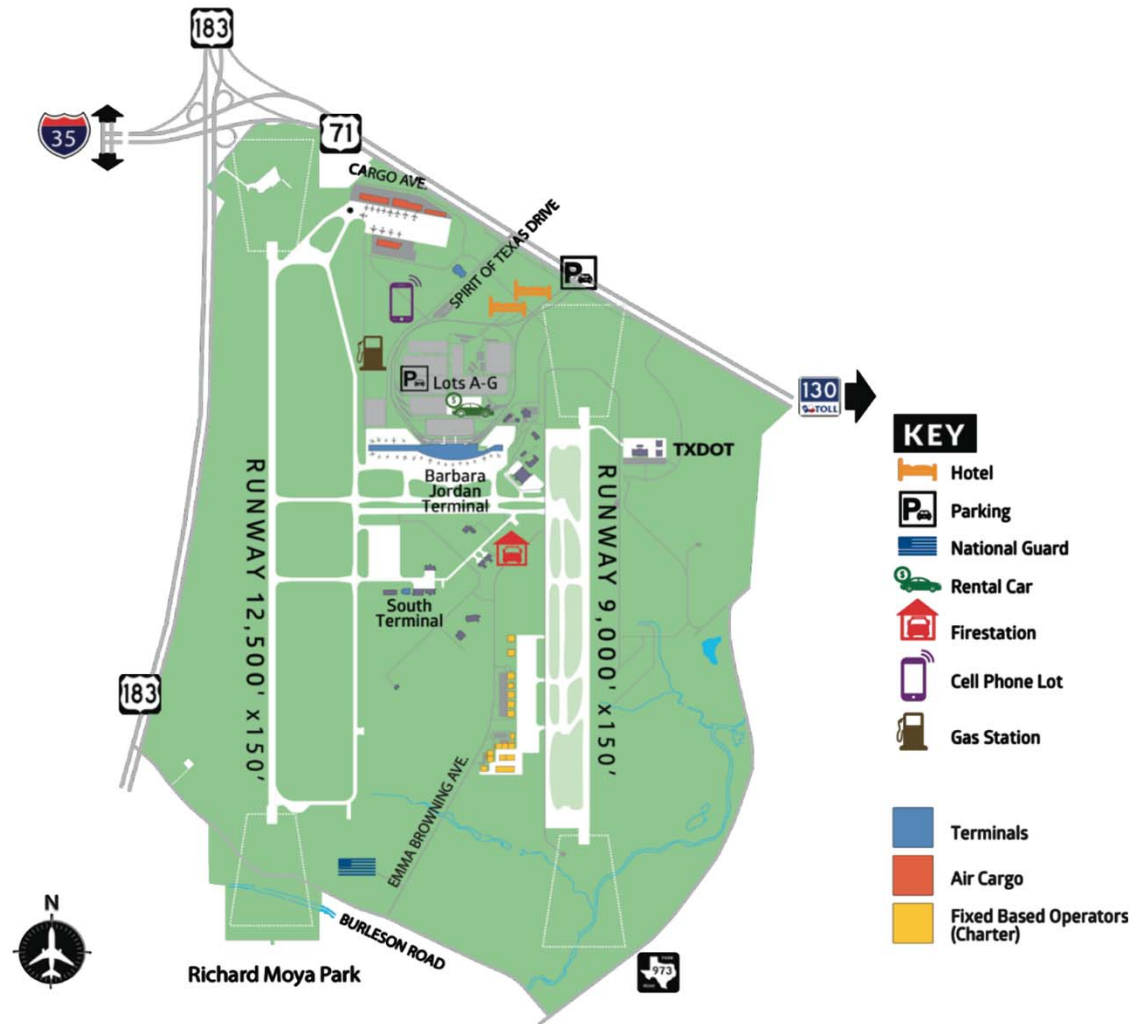 183
35
71
CARGO AVE.
SPIRIT OF TEXAS DRIVE
P
P
Lots A-G
$
130
TOLL
TXDOT
Barbara
Jordan
Terminal
RUNWAY 12,500' x150'
RUNWAY 9,000' x150'
South
Terminal
183
EMMA BROWNING AVE.
BURLESON ROAD
N
Richard Moya Park
973
KEY
Hotel
P
Parking
National Guard
$
Rental Car
Firestation
Cell Phone Lot
Gas Station
Terminals
Air Cargo
Fixed Based Operators
(Charter)